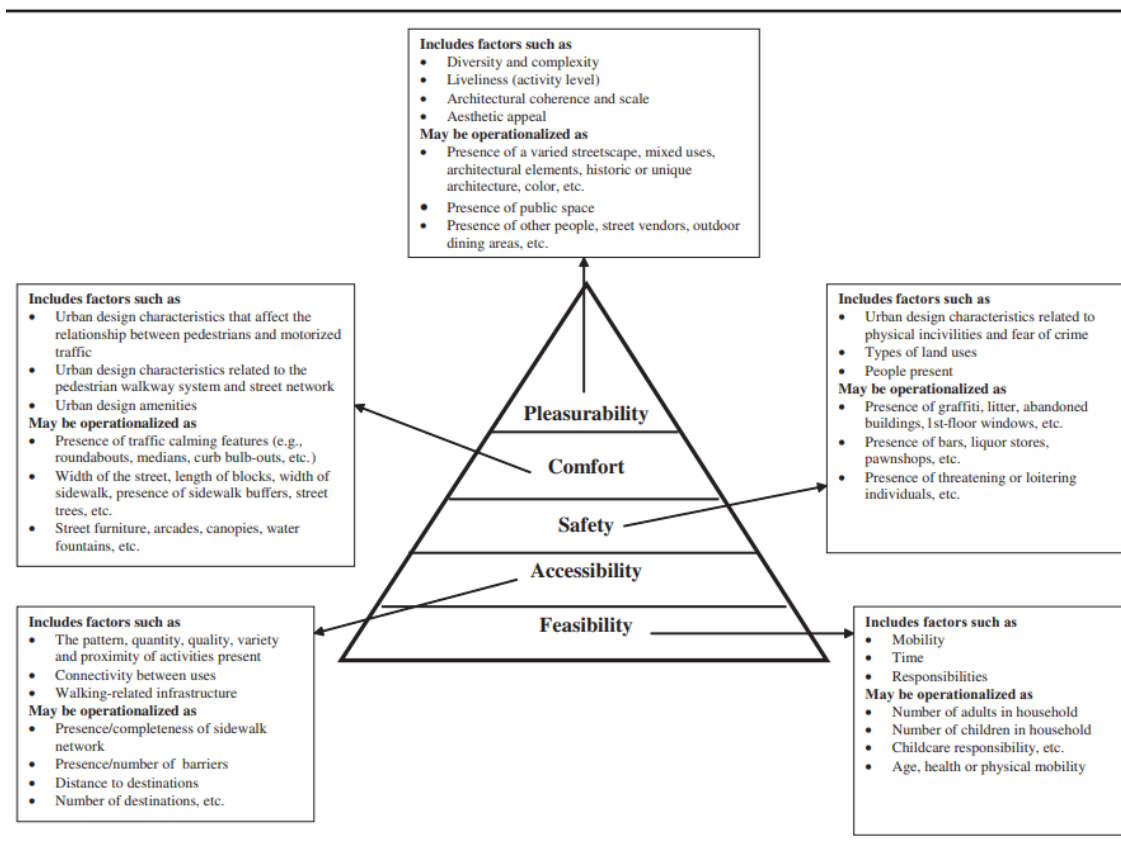 Includes factors such as
• Diversity and complexity
• Liveliness (activity level)
• Architectural coherence and scale
• Aesthetic appeal
May be operationalized as
• Presence of a varied streetscape, mixed uses,
architectural elements, historic or unique
architecture, color, etc.
• Presence of public space
• Presence of other people, street vendors, outdoor
dining areas, etc.
Includes factors such as
• Urban design characteristics that affect the
relationship between pedestrians and motorized
traffic
• Urban design characteristics related to the
pedestrian walkway system and street network
• Urban design amenities
May be operationalized as
• Presence of traffic calming features (e.g.,
roundabouts, medians, curb bulb-outs, etc.)
• Width of the street, length of blocks, width of
sidewalk, presence of sidewalk buffers, street
trees, etc.
• Street furniture, arcades, canopies, water
fountains, etc.
Includes factors such as
• Urban design characteristics related to
physical incivilities and fear of crime
• Types of land uses
• People present
May be operationalized as
• Presence of graffiti, litter, abandoned
buildings, 1st-floor windows, etc.
• Presence of bars, liquor stores,
pawnshops, etc.
• Presence of threatening or loitering
individuals, etc.
Pleasurability
Comfort
Safety
Accessibility
Feasibility
Includes factors such as
• The pattern, quantity, quality, variety
and proximity of activities present
• Connectivity between uses
• Walking-related infrastructure
May be operationalized as
• Presence/completeness of sidewalk
network
• Presence/number of barriers
• Distance to destinations
• Number of destinations, etc.
Includes factors such as
• Mobility
• Time
• Responsibilities
May be operationalized as
• Number of adults in household
• Number of children in household
• Childcare responsibility, etc.
• Age, health or physical mobility